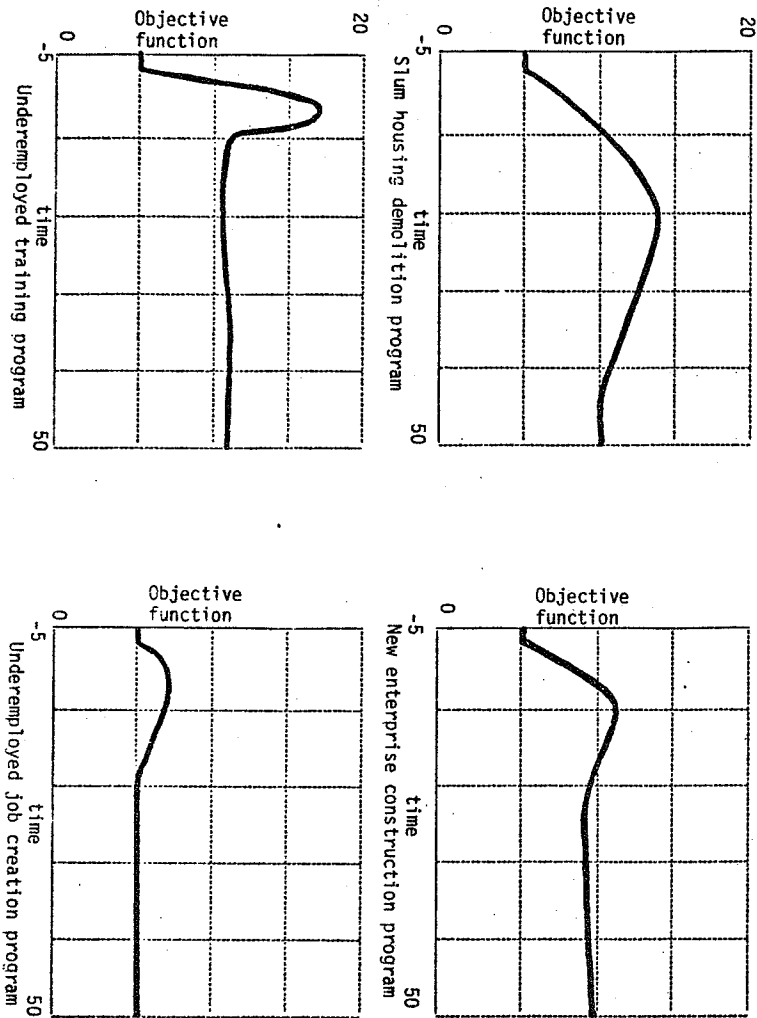 20
Objective
function
0
-5 time 50
Slum housing demolition program
Objective
function
0
-5 time 50
New enterprise construction program
20
Objective
function
0
-5 time 50
Underemployed training program
Objective
function
0
-5 time 50
Underemployed job creation program